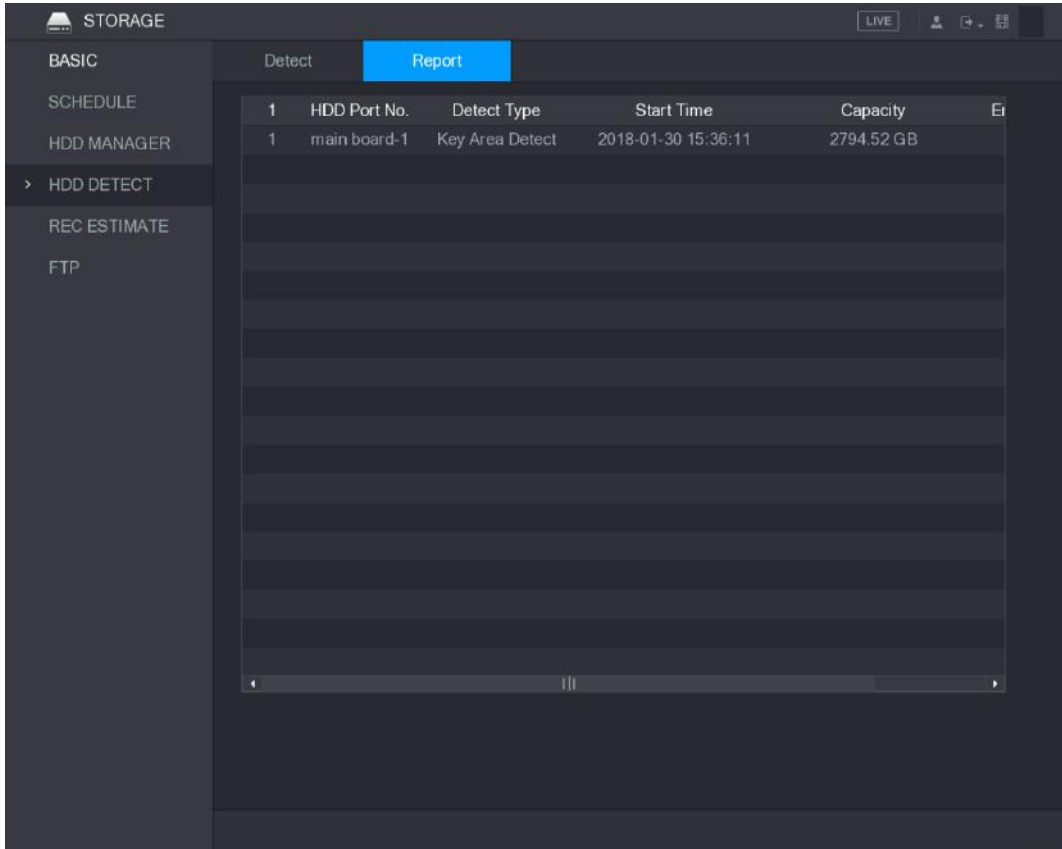 STORAGE LIVE
BASIC
SCHEDULE
HDD MANAGER
HDD DETECT
REC ESTIMATE
FTP
Detect Report
1 HDD Port No. Detect Type Start Time Capacity
1 main board-1 Key Area Detect 2018-01-30 15:36:11 2794.52 GB